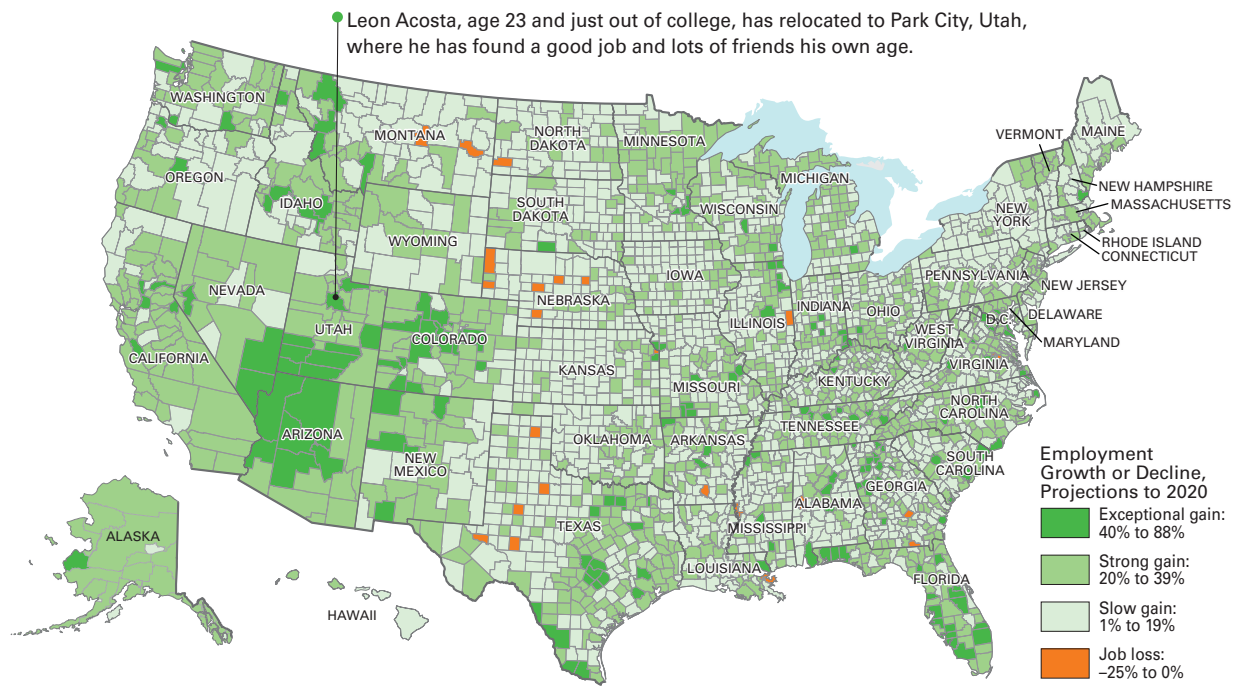 Leon Acosta, age 23 and just out of college, has relocated to Park City, Utah,
where he has found a good job and lots of friends his own age.
WASHINGTON
OREGON
IDAHO
MONTANA
NORTH
DAKOTA
MINNESOTA
SOUTH
DAKOTA
WYOMING
WISCONSIN
MICHIGAN
VERMONT
MAINE
NEW HAMPSHIRE
MASSACHUSETTS
NEW
YORK
RHODE ISLAND
CONNECTICUT
NEVADA
UTAH
CALIFORNIA
COLORADO
NEBRASKA
IOWA
ILLINOIS
INDIANA
OHIO
PENNSYLVANIA
NEW JERSEY
DELAWARE
D.C.
MARYLAND
WEST
VIRGINIA
VIRGINIA
KANSAS
MISSOURI
KENTUCKY
NORTH
CAROLINA
TENNESSEE
ARIZONA
NEW
MEXICO
OKLAHOMA
ARKANSAS
SOUTH
CAROLINA
GEORGIA
ALABAMA
MISSISSIPPI
TEXAS
LOUISIANA
FLORIDA
ALASKA
HAWAII
Employment
Growth or Decline,
Projections to 2020
Exceptional gain:
40% to 88%
Strong gain:
20% to 39%
Slow gain:
1% to 19%
Job loss:
–25% to 0%